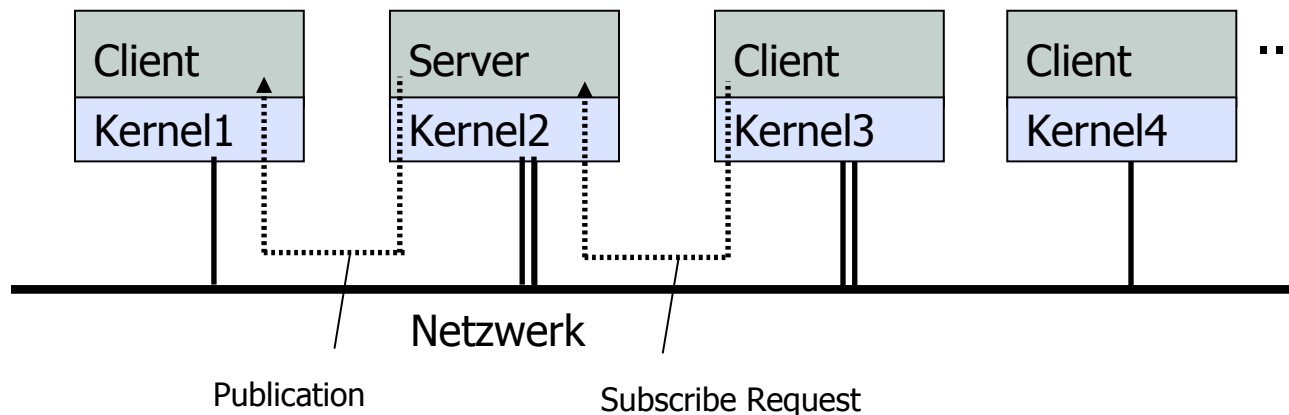 Client
Server
Client
Client
...
Kernel1
Kernel2
Kernel3
Kernel4
Netzwerk
Publication
Subscribe Request